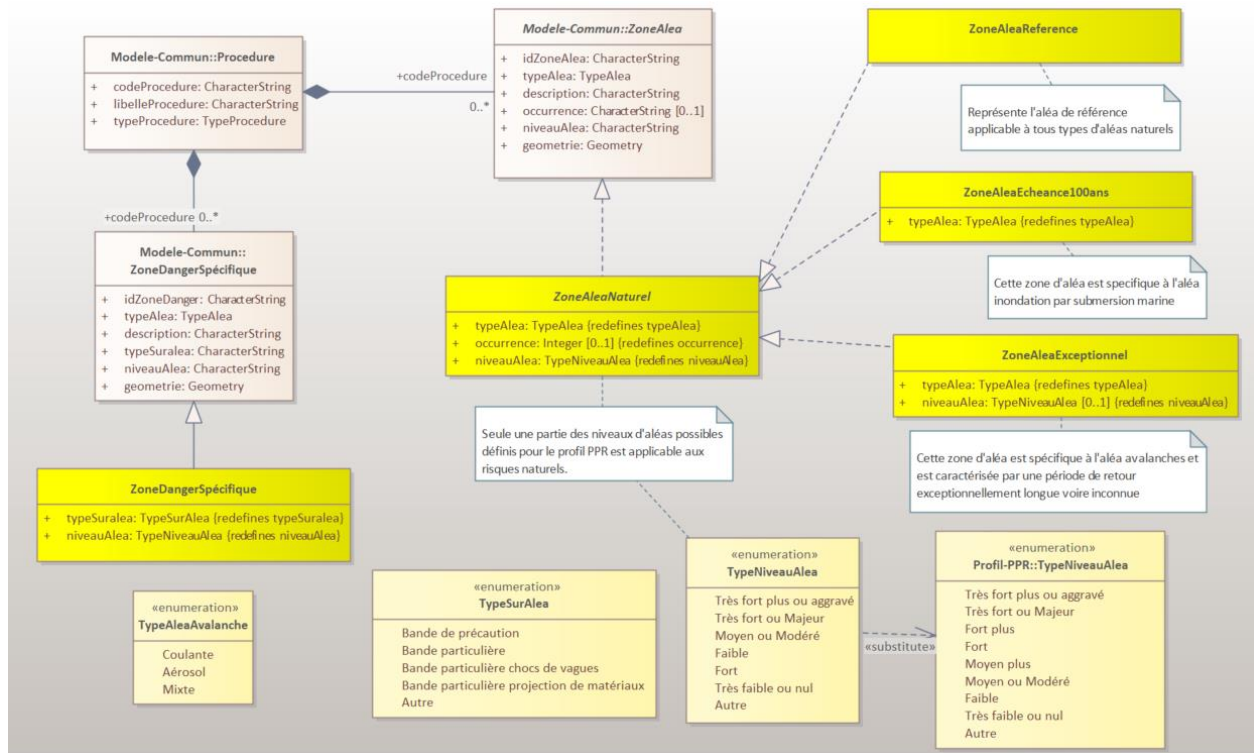 Modele-Commun::Procedure
+ codeProcedure: CharacterString
+ libelleProcedure: CharacterString
+ typeProcedure: TypeProcedure
+codeProcedure
0..*
Modele-Commun::ZoneAlea
+ idZoneAlea: CharacterString
+ typeAlea: TypeAlea
+ description: CharacterString
+ occurrence: CharacterString [0..1]
+ niveauAlea: CharacterString
+ geometrie: Geometry
ZoneAleaReference
Représente l'aléa de référence
applicable à tous types d'aléas naturels
ZoneAleaEcheance100ans
+ typeAlea: TypeAlea {redefines typeAlea}
Cette zone d'aléa est specifique à l'aléa
inondation par submersion marine
+codeProcedure 0..*
Modele-Commun::
ZoneDangerSpécifique
+ idZoneDanger: CharacterString
+ typeAlea: TypeAlea
+ description: CharacterString
+ typeSuralea: CharacterString
+ niveauAlea: CharacterString
+ geometrie: Geometry
ZoneAleaNaturel
+ typeAlea: TypeAlea {redefines typeAlea}
+ occurrence: Integer [0..1] {redefines occurrence}
+ niveauAlea: TypeNiveauAlea {redefines niveauAlea}
ZoneAleaExceptionnel
+ typeAlea: TypeAlea {redefines typeAlea}
+ niveauAlea: TypeNiveauAlea [0..1] {redefines niveauAlea}
Seule une partie des niveaux d'aléas possibles
définis pour le profil PPR est applicable aux
risques naturels.
Cette zone d'aléa est spécifique à l'aléa avalanches et
est caractérisée par une période de retour
exceptionnellement longue voire inconnue
ZoneDangerSpécifique
+ typeSuralea: TypeSurAlea {redefines typeSuralea}
+ niveauAlea: TypeNiveauAlea {redefines niveauAlea}
«enumeration»
TypeAleaAvalanche
Coulante
Aérosol
Mixte
«enumeration»
TypeSurAlea
Bande de précaution
Bande particulière
Bande particulière chocs de vagues
Bande particulière projection de matériaux
Autre
«enumeration»
TypeNiveauAlea
Très fort plus ou aggravé
Très fort ou Majeur
Moyen ou Modéré
Faible
Fort
Très faible ou nul
Autre
«substitute»
«enumeration»
Profil-PPR::TypeNiveauAlea
Très fort plus ou aggravé
Très fort ou Majeur
Fort plus
Fort
Moyen plus
Moyen ou Modéré
Faible
Très faible ou nul
Autre